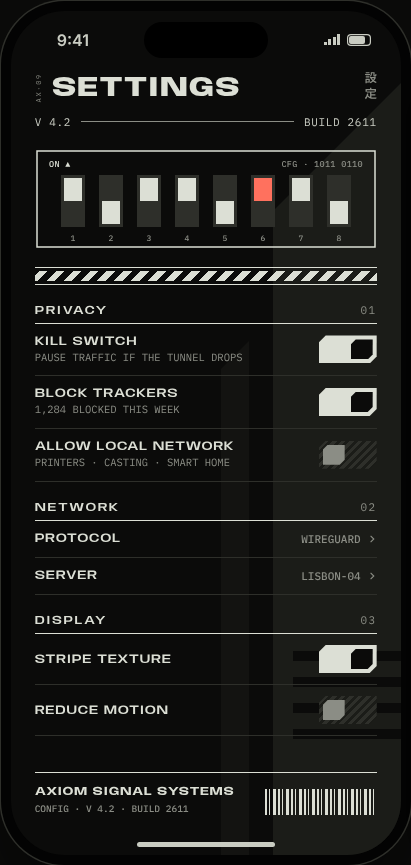 9:41
AX-09
SETTINGS
設定
V 4.2
BUILD 2611
ON ▲
CFG · 1011 0110
1 2 3 4 5 6 7 8
PRIVACY 01
KILL SWITCH
PAUSE TRAFFIC IF THE TUNNEL DROPS
BLOCK TRACKERS
1,284 BLOCKED THIS WEEK
ALLOW LOCAL NETWORK
PRINTERS · CASTING · SMART HOME
NETWORK 02
PROTOCOL WIREGUARD >
SERVER LISBON-04 >
DISPLAY 03
STRIPE TEXTURE
REDUCE MOTION
AXIOM SIGNAL SYSTEMS
CONFIG · V 4.2 · BUILD 2611